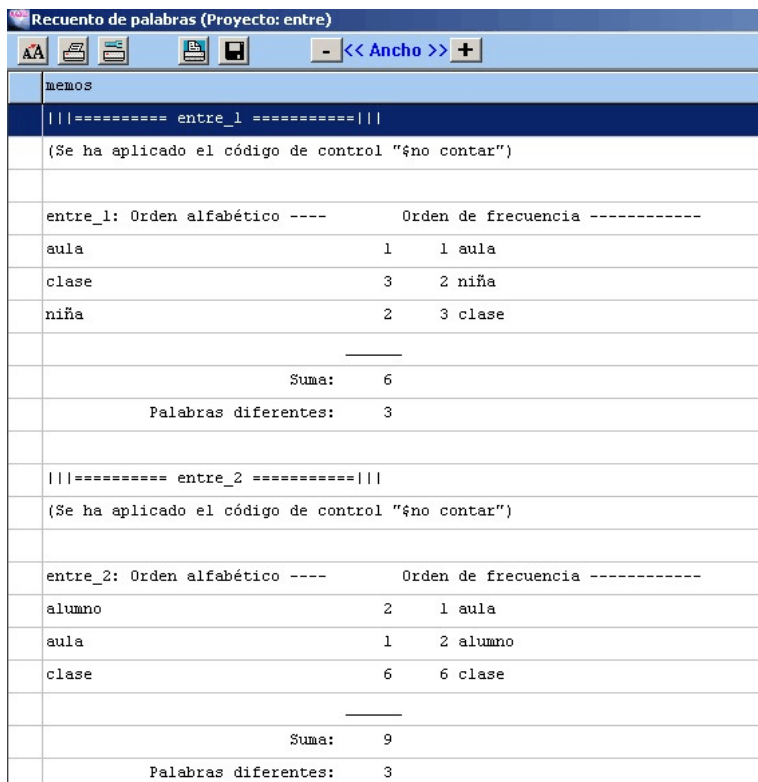 Recuento de palabras (Proyecto: entre)
AA - << Ancho >> +
memos
|||========== entre_1 ===========|||
(Se ha aplicado el código de control "$no contar")
entre_1: Orden alfabético ---- Orden de frecuencia ------------
aula 1 1 aula
clase 3 2 niña
niña 2 3 clase
Suma: 6
Palabras diferentes: 3
|||========== entre_2 ===========|||
(Se ha aplicado el código de control "$no contar")
entre_2: Orden alfabético ---- Orden de frecuencia ------------
alumno 2 1 aula
aula 1 2 alumno
clase 6 6 clase
Suma: 9
Palabras diferentes: 3